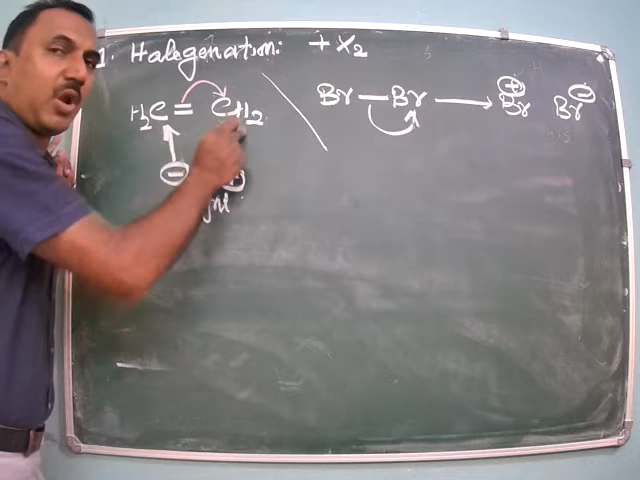 1. Halogenation: + X2
H2C = CH2
Br — Br ⟶ Br⊕ Br⊖
⊖